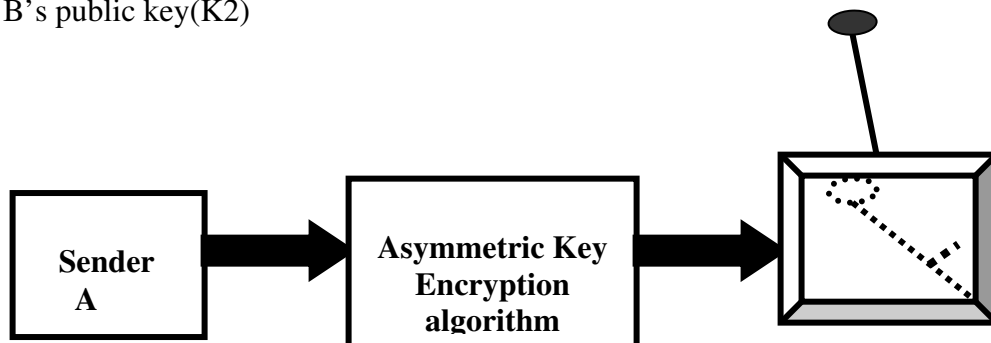 B’s public key(K2)
Sender
A
Asymmetric Key
Encryption
algorithm